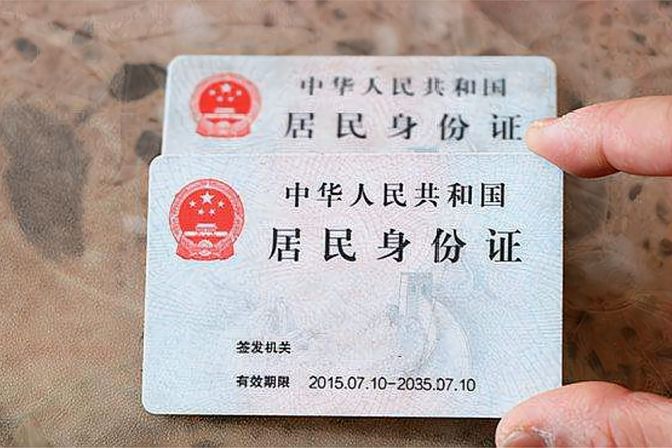 中华人民共和国
居民身份证
中华人民共和国
居民身份证
签发机关
有效期限 2015.07.10-2035.07.10